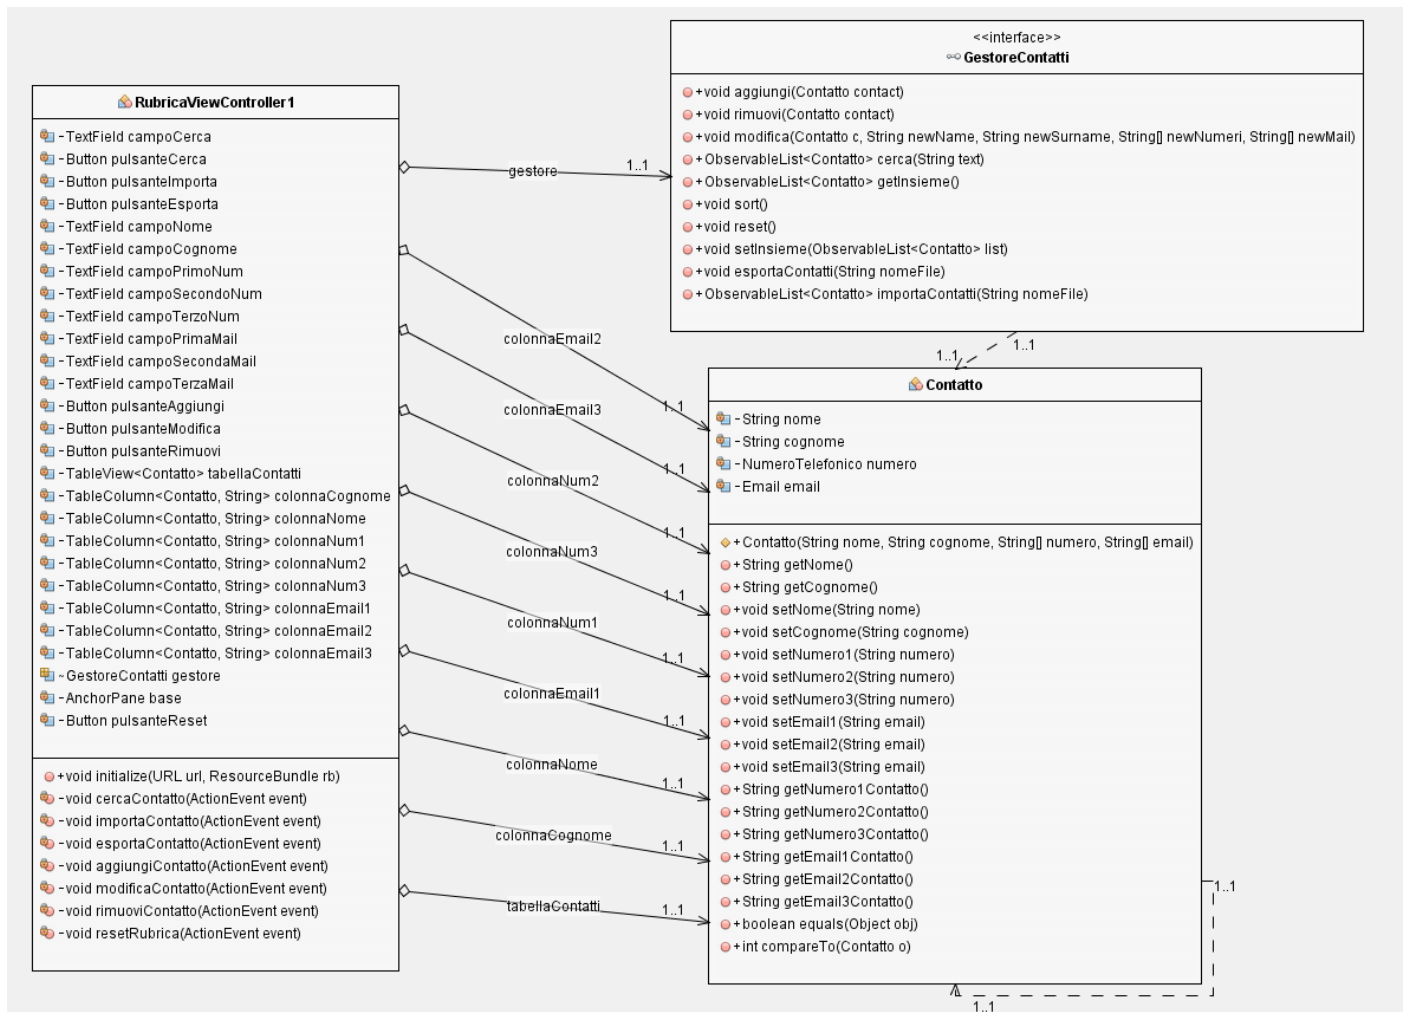 <<interface>>
GestoreContatti
+void aggiungi(Contatto contact)
+void rimuovi(Contatto contact)
+void modifica(Contatto c, String newName, String newSurname, String[] newNumeri, String[] newMail)
+ObservableList<Contatto> cerca(String text)
+ObservableList<Contatto> getInsieme()
+void sort()
+void reset()
+void setInsieme(ObservableList<Contatto> list)
+void esportaContatti(String nomeFile)
+ObservableList<Contatto> importaContatti(String nomeFile)
RubricaViewController1
-TextField campoCerca
-Button pulsanteCerca
-Button pulsanteImporta
-Button pulsanteEsporta
-TextField campoNome
-TextField campoCognome
-TextField campoPrimoNum
-TextField campoSecondoNum
-TextField campoTerzoNum
-TextField campoPrimaMail
-TextField campoSecondaMail
-TextField campoTerzaMail
-Button pulsanteAggiungi
-Button pulsanteModifica
-Button pulsanteRimuovi
-TableView<Contatto> tabellaContatti
-TableColumn<Contatto, String> colonnaCognome
-TableColumn<Contatto, String> colonnaNome
-TableColumn<Contatto, String> colonnaNum1
-TableColumn<Contatto, String> colonnaNum2
-TableColumn<Contatto, String> colonnaNum3
-TableColumn<Contatto, String> colonnaEmail1
-TableColumn<Contatto, String> colonnaEmail2
-TableColumn<Contatto, String> colonnaEmail3
~GestoreContatti gestore
-AnchorPane base
-Button pulsanteReset
+void initialize(URL url, ResourceBundle rb)
-void cercaContatto(ActionEvent event)
-void importaContatto(ActionEvent event)
-void esportaContatto(ActionEvent event)
-void aggiungiContatto(ActionEvent event)
-void modificaContatto(ActionEvent event)
-void rimuoviContatto(ActionEvent event)
-void resetRubrica(ActionEvent event)
gestore 1..1
colonnaEmail2 1..1
colonnaEmail3 1..1
colonnaNum2 1..1
colonnaNum3 1..1
colonnaNum1 1..1
colonnaEmail1 1..1
colonnaNome 1..1
colonnaCognome 1..1
tabellaContatti 1..1
1..1
1..1
Contatto
-String nome
-String cognome
-NumeroTelefonico numero
-Email email
+Contatto(String nome, String cognome, String[] numero, String[] email)
+String getNome()
+String getCognome()
+void setNome(String nome)
+void setCognome(String cognome)
+void setNumero1(String numero)
+void setNumero2(String numero)
+void setNumero3(String numero)
+void setEmail1(String email)
+void setEmail2(String email)
+void setEmail3(String email)
+String getNumero1Contatto()
+String getNumero2Contatto()
+String getNumero3Contatto()
+String getEmail1Contatto()
+String getEmail2Contatto()
+String getEmail3Contatto()
+boolean equals(Object obj)
+int compareTo(Contatto o)
1..1
1..1